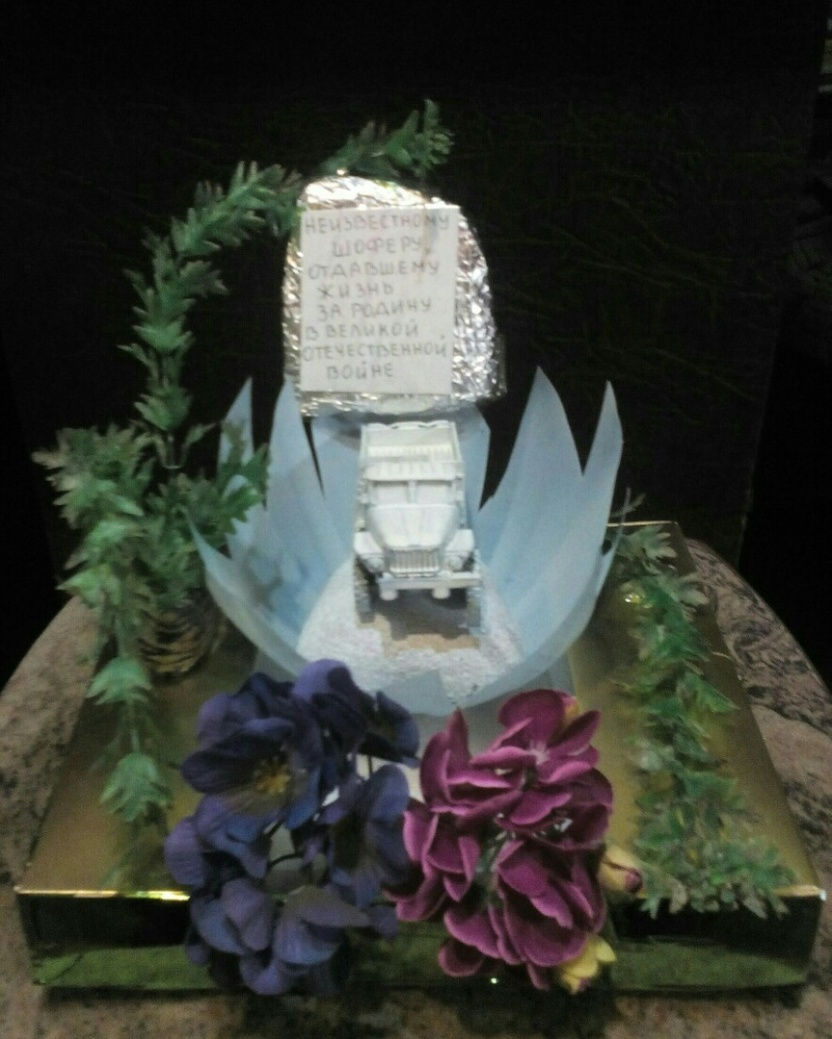 НЕИЗВЕСТНОМУ
ШОФЕРУ,
ОТДАВШЕМУ
ЖИЗНЬ
ЗА РОДИНУ
В ВЕЛИКОЙ
ОТЕЧЕСТВЕННОЙ
ВОЙНЕ